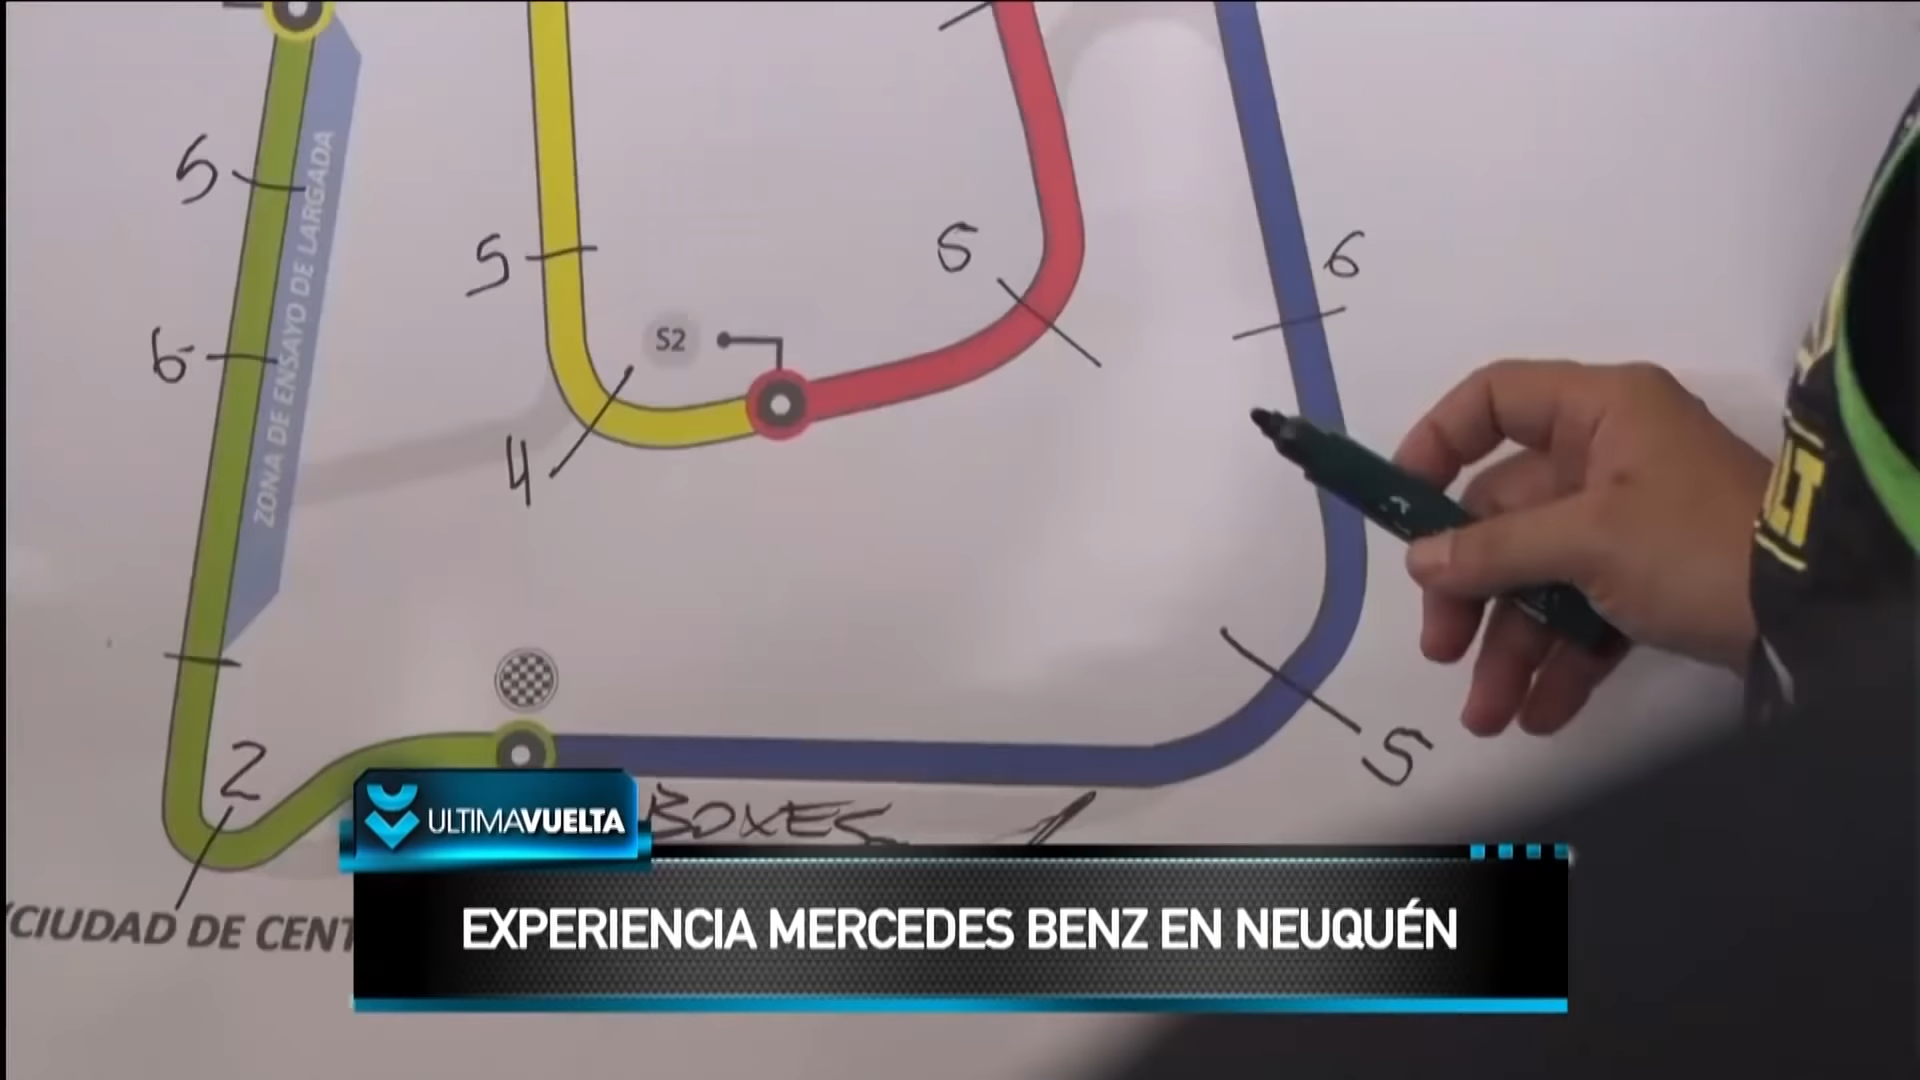 5
ZONA DE ENSAYO DE LARGADA
5
5
6
S2
6
4
2
5
BOXES
ULTIMAVUELTA
(CIUDAD DE CENT
EXPERIENCIA MERCEDES BENZ EN NEUQUÉN